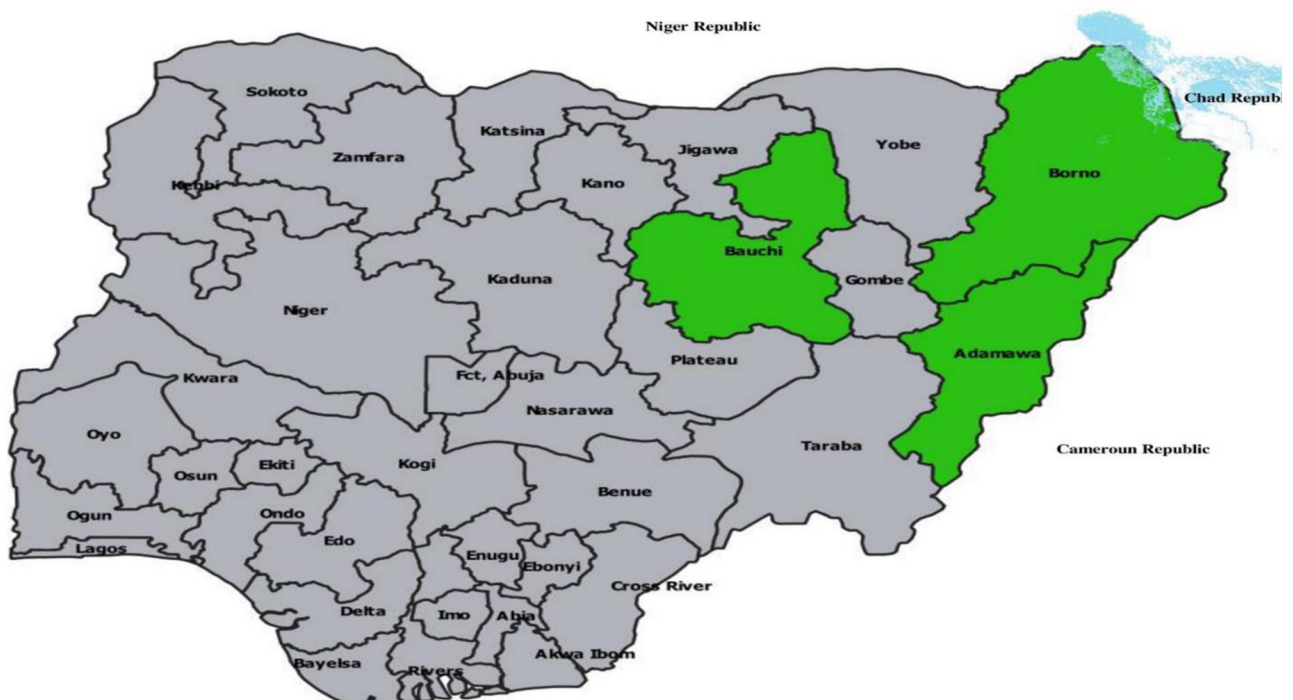 Niger Republic
Sokoto
Chad Republ
Katsina
Zamfara
Jigawa
Yobe
Kebbi
Kano
Borno
Bauchi
Kaduna
Gombe
Niger
Adamawa
Plateau
Fct, Abuja
Kwara
Nasarawa
Oyo
Taraba
Cameroun Republic
Kogi
Ekiti
Osun
Benue
Ogun
Ondo
Edo
Lagos
Enugu
Ebonyi
Cross River
Delta
Imo
Abia
Akwa Ibom
Bayelsa
Rivers